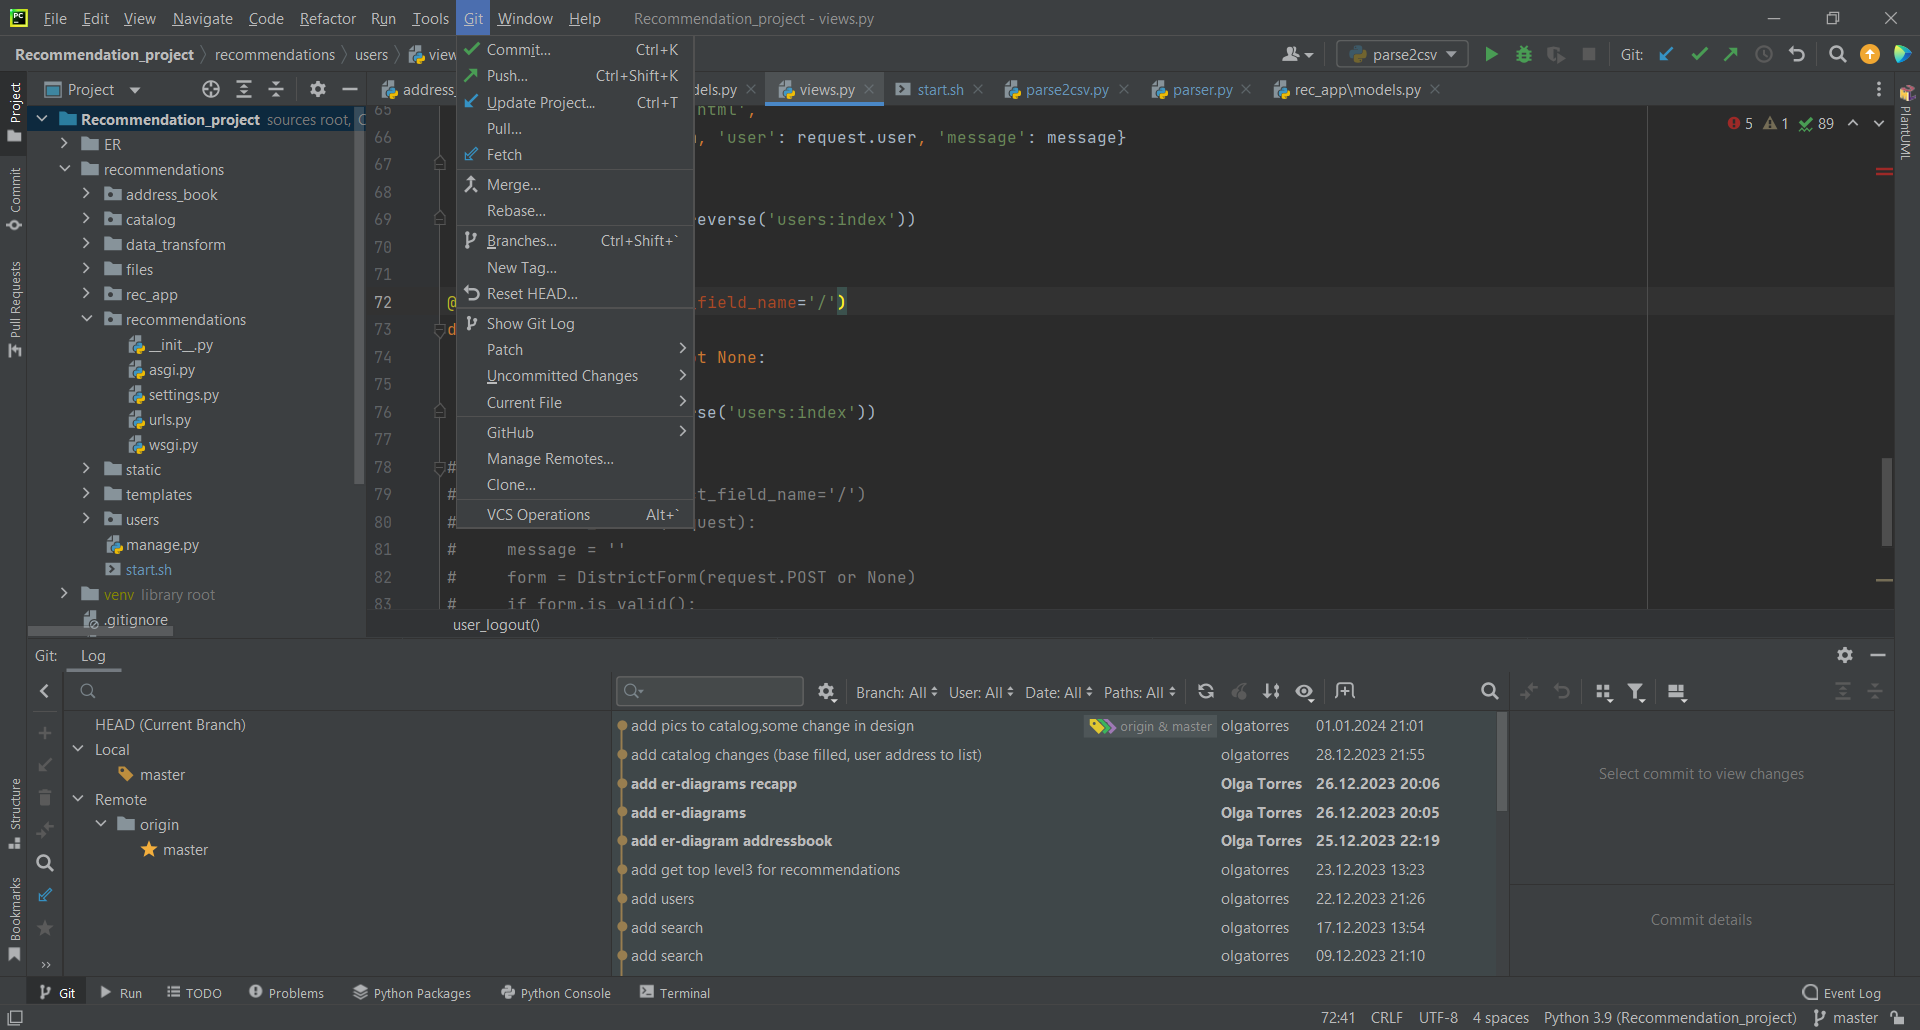 PC File Edit View Navigate Code Refactor Run Tools Git Window Help Recommendation_project - views.py
Recommendation_project recommendations users view
parse2csv Git:
Project
address_ dels.py views.py start.sh parse2csv.py parser.py rec_app\models.py
Commit... Ctrl+K
Push... Ctrl+Shift+K
Update Project... Ctrl+T
Pull...
Fetch
Merge...
Rebase...
Branches... Ctrl+Shift+`
New Tag...
Reset HEAD...
Show Git Log
Patch
Uncommitted Changes
Current File
GitHub
Manage Remotes...
Clone...
VCS Operations Alt+`
Project
Commit
Pull Requests
Structure
Bookmarks
PlantUML
Recommendation_project sources root, C
ER
recommendations
address_book
catalog
data_transform
files
rec_app
recommendations
__init__.py
asgi.py
settings.py
urls.py
wsgi.py
static
templates
users
manage.py
start.sh
venv library root
.gitignore
5 1 89
65 html',
66 , 'user': request.user, 'message': message}
67
68
69 everse('users:index'))
70
71
72 @ field_name='/')
73 d
74 t None:
75
76 se('users:index'))
77
78 #
79 # t_field_name='/')
80 # quest):
81 # message = ''
82 # form = DistrictForm(request.POST or None)
83 # if form.is_valid():
user_logout()
Git: Log
Branch: All User: All Date: All Paths: All
HEAD (Current Branch)
Local
master
Remote
origin
master
add pics to catalog,some change in design origin & master olgatorres 01.01.2024 21:01
add catalog changes (base filled, user address to list) olgatorres 28.12.2023 21:55
add er-diagrams recapp Olga Torres 26.12.2023 20:06
add er-diagrams Olga Torres 26.12.2023 20:05
add er-diagram addressbook Olga Torres 25.12.2023 22:19
add get top level3 for recommendations olgatorres 23.12.2023 13:23
add users olgatorres 22.12.2023 21:26
add search olgatorres 17.12.2023 13:54
add search olgatorres 09.12.2023 21:10
Select commit to view changes
Commit details
Git Run TODO Problems Python Packages Python Console Terminal Event Log
72:41 CRLF UTF-8 4 spaces Python 3.9 (Recommendation_project) master